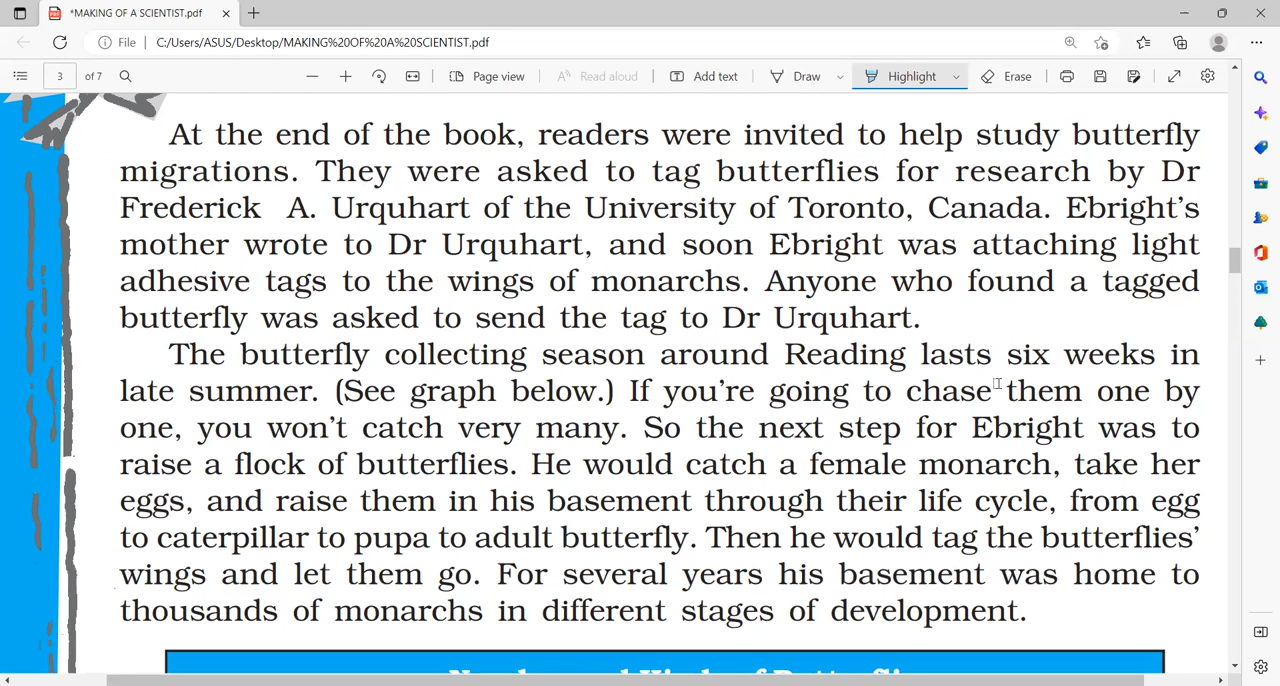 *MAKING OF A SCIENTIST.pdf
File C:/Users/ASUS/Desktop/MAKING%20OF%20A%20SCIENTIST.pdf
3 of 7 Page view Read aloud Add text Draw Highlight Erase
At the end of the book, readers were invited to help study butterfly
migrations. They were asked to tag butterflies for research by Dr
Frederick A. Urquhart of the University of Toronto, Canada. Ebright's
mother wrote to Dr Urquhart, and soon Ebright was attaching light
adhesive tags to the wings of monarchs. Anyone who found a tagged
butterfly was asked to send the tag to Dr Urquhart.
The butterfly collecting season around Reading lasts six weeks in
late summer. (See graph below.) If you're going to chase them one by
one, you won't catch very many. So the next step for Ebright was to
raise a flock of butterflies. He would catch a female monarch, take her
eggs, and raise them in his basement through their life cycle, from egg
to caterpillar to pupa to adult butterfly. Then he would tag the butterflies'
wings and let them go. For several years his basement was home to
thousands of monarchs in different stages of development.